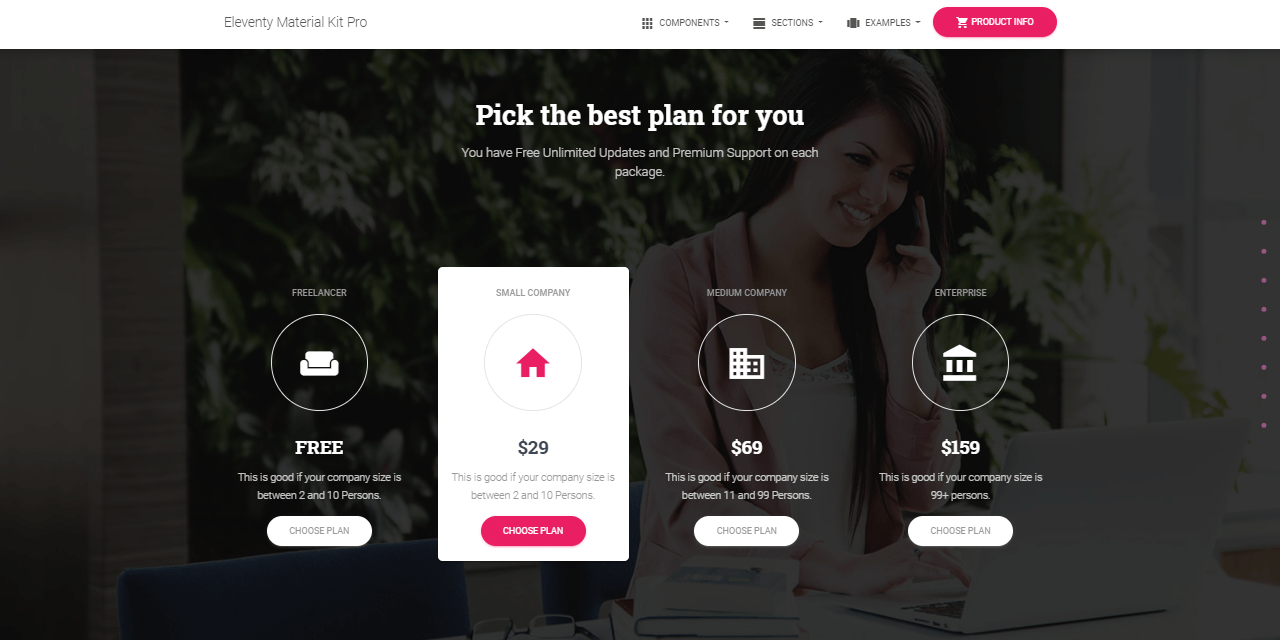 Eleventy Material Kit Pro
COMPONENTS
SECTIONS
EXAMPLES
PRODUCT INFO
Pick the best plan for you
You have Free Unlimited Updates and Premium Support on each
package.
FREELANCER
FREE
This is good if your company size is
between 2 and 10 Persons.
CHOOSE PLAN
SMALL COMPANY
$29
This is good if your company size is
between 2 and 10 Persons.
CHOOSE PLAN
MEDIUM COMPANY
$69
This is good if your company size is
between 11 and 99 Persons.
CHOOSE PLAN
ENTERPRISE
$159
This is good if your company size is
99+ persons.
CHOOSE PLAN